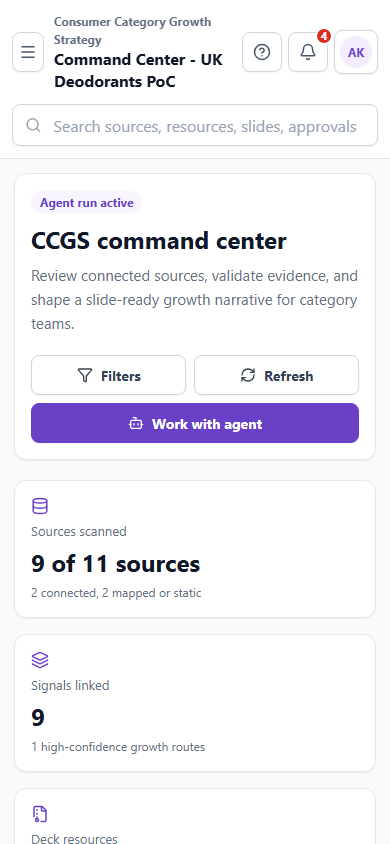 Consumer Category Growth
Strategy
Command Center - UK
Deodorants PoC
4
AK
Search sources, resources, slides, approvals
Agent run active
CCGS command center
Review connected sources, validate evidence, and
shape a slide-ready growth narrative for category
teams.
Filters
Refresh
Work with agent
Sources scanned
9 of 11 sources
2 connected, 2 mapped or static
Signals linked
9
1 high-confidence growth routes
Deck resources